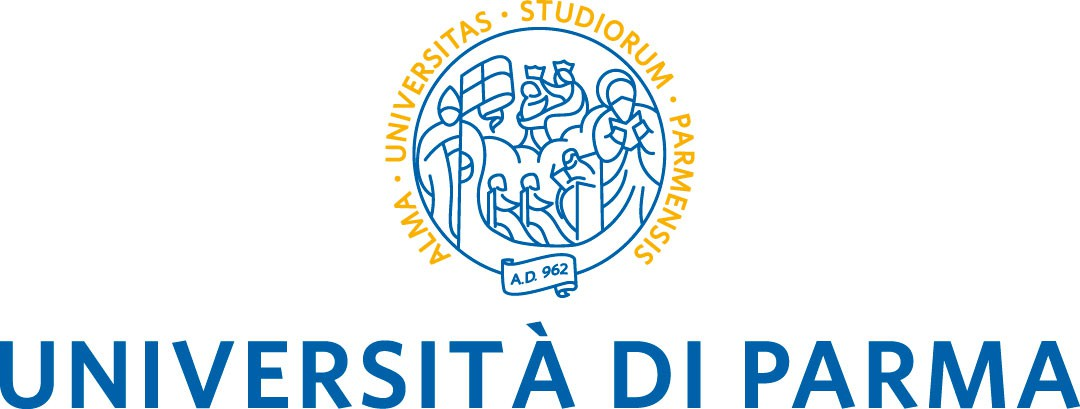 ALMA · UNIVERSITAS · STUDIORUM · PARMENSIS
A.D. 962
UNIVERSITÀ DI PARMA